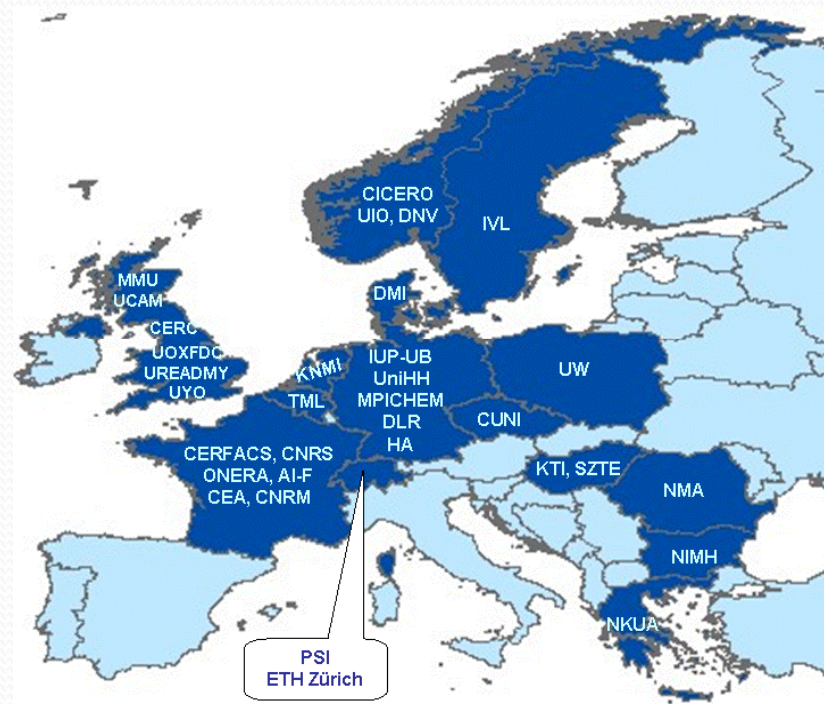 CICERO
UIO, DNV
IVL
MMU
UCAM
DMI
CERC
UOXFDC
UREADMY
UYO
KNMI
TML
IUP-UB
UniHH
MPICHEM
DLR
HA
UW
CUNI
CERFACS, CNRS
ONERA, AI-F
CEA, CNRM
KTI, SZTE
NMA
NIMH
NKUA
PSI
ETH Zürich